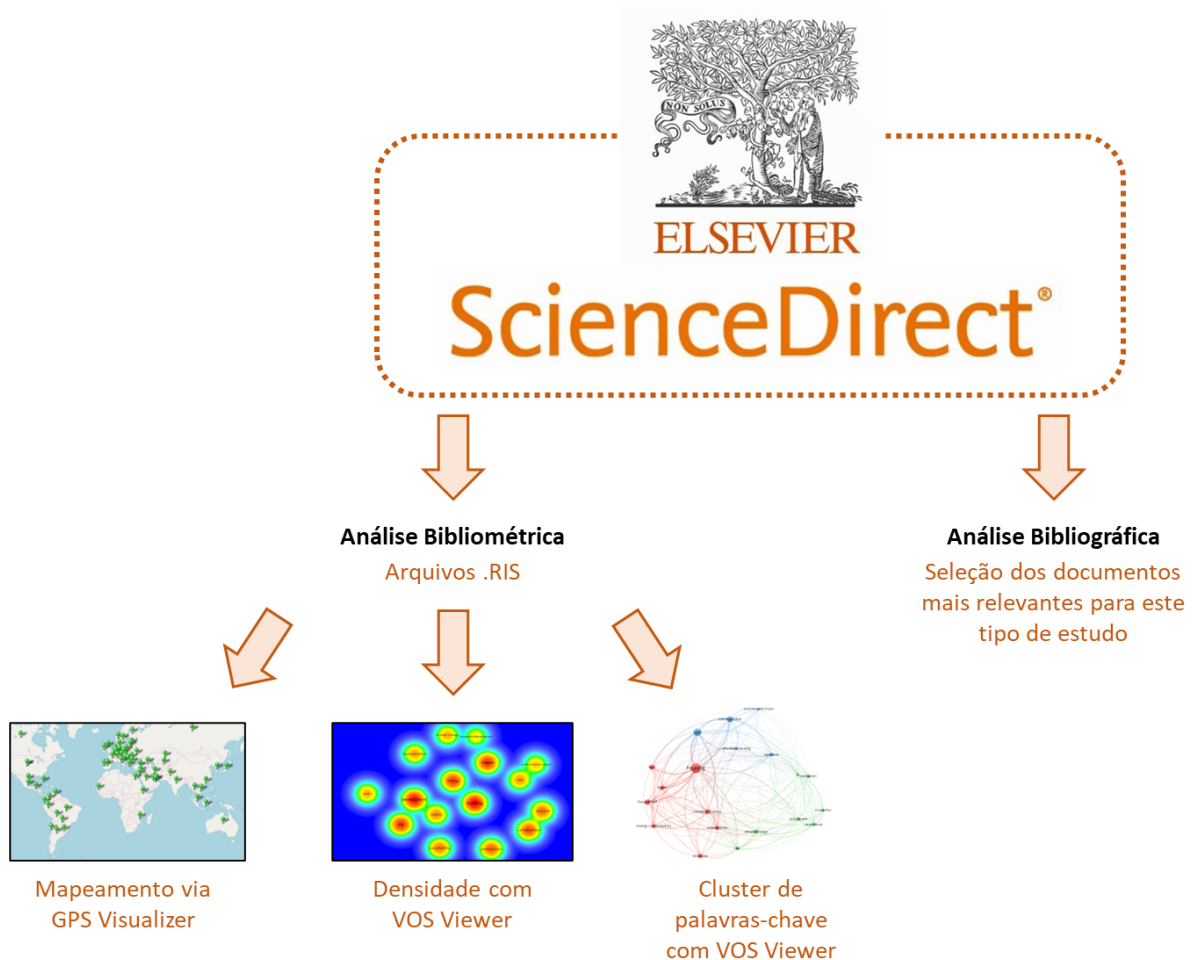 NON SOLUS
ELSEVIER
ScienceDirect®
Análise Bibliométrica
Arquivos .RIS
Análise Bibliográfica
Seleção dos documentos
mais relevantes para este
tipo de estudo
Mapeamento via
GPS Visualizer
Densidade com
VOS Viewer
Cluster de
palavras-chave
com VOS Viewer